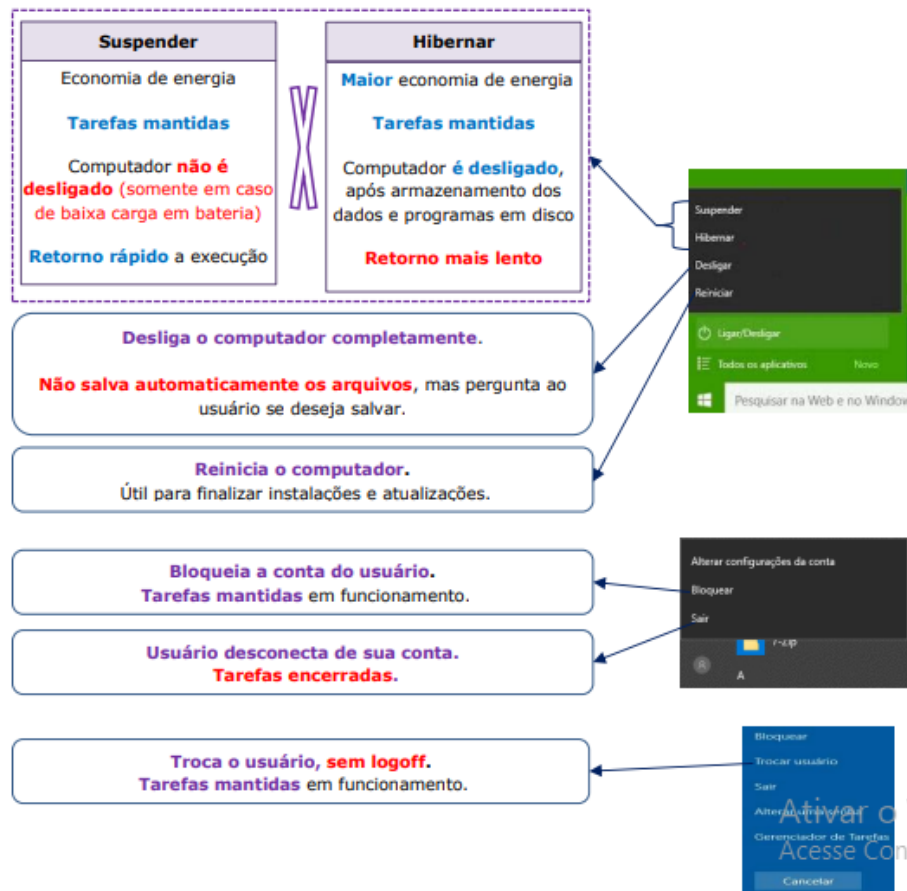 Suspender
Economia de energia
Tarefas mantidas
Computador não é
desligado (somente em caso
de baixa carga em bateria)
Retorno rápido a execução
Hibernar
Maior economia de energia
Tarefas mantidas
Computador é desligado,
após armazenamento dos
dados e programas em disco
Retorno mais lento
Suspender
Hibernar
Desligar
Reiniciar
Ligar/Desligar
Todos os aplicativos Novo
Pesquisar na Web e no Window
Desliga o computador completamente.
Não salva automaticamente os arquivos, mas pergunta ao
usuário se deseja salvar.
Reinicia o computador.
Útil para finalizar instalações e atualizações.
Bloqueia a conta do usuário.
Tarefas mantidas em funcionamento.
Usuário desconecta de sua conta.
Tarefas encerradas.
Alterar configurações da conta
Bloquear
Sair
7-Zip
A
Troca o usuário, sem logoff.
Tarefas mantidas em funcionamento.
Bloquear
Trocar usuário
Sair
Alterar uma senha
Gerenciador de Tarefas
Cancelar
Ativar o
Acesse Con